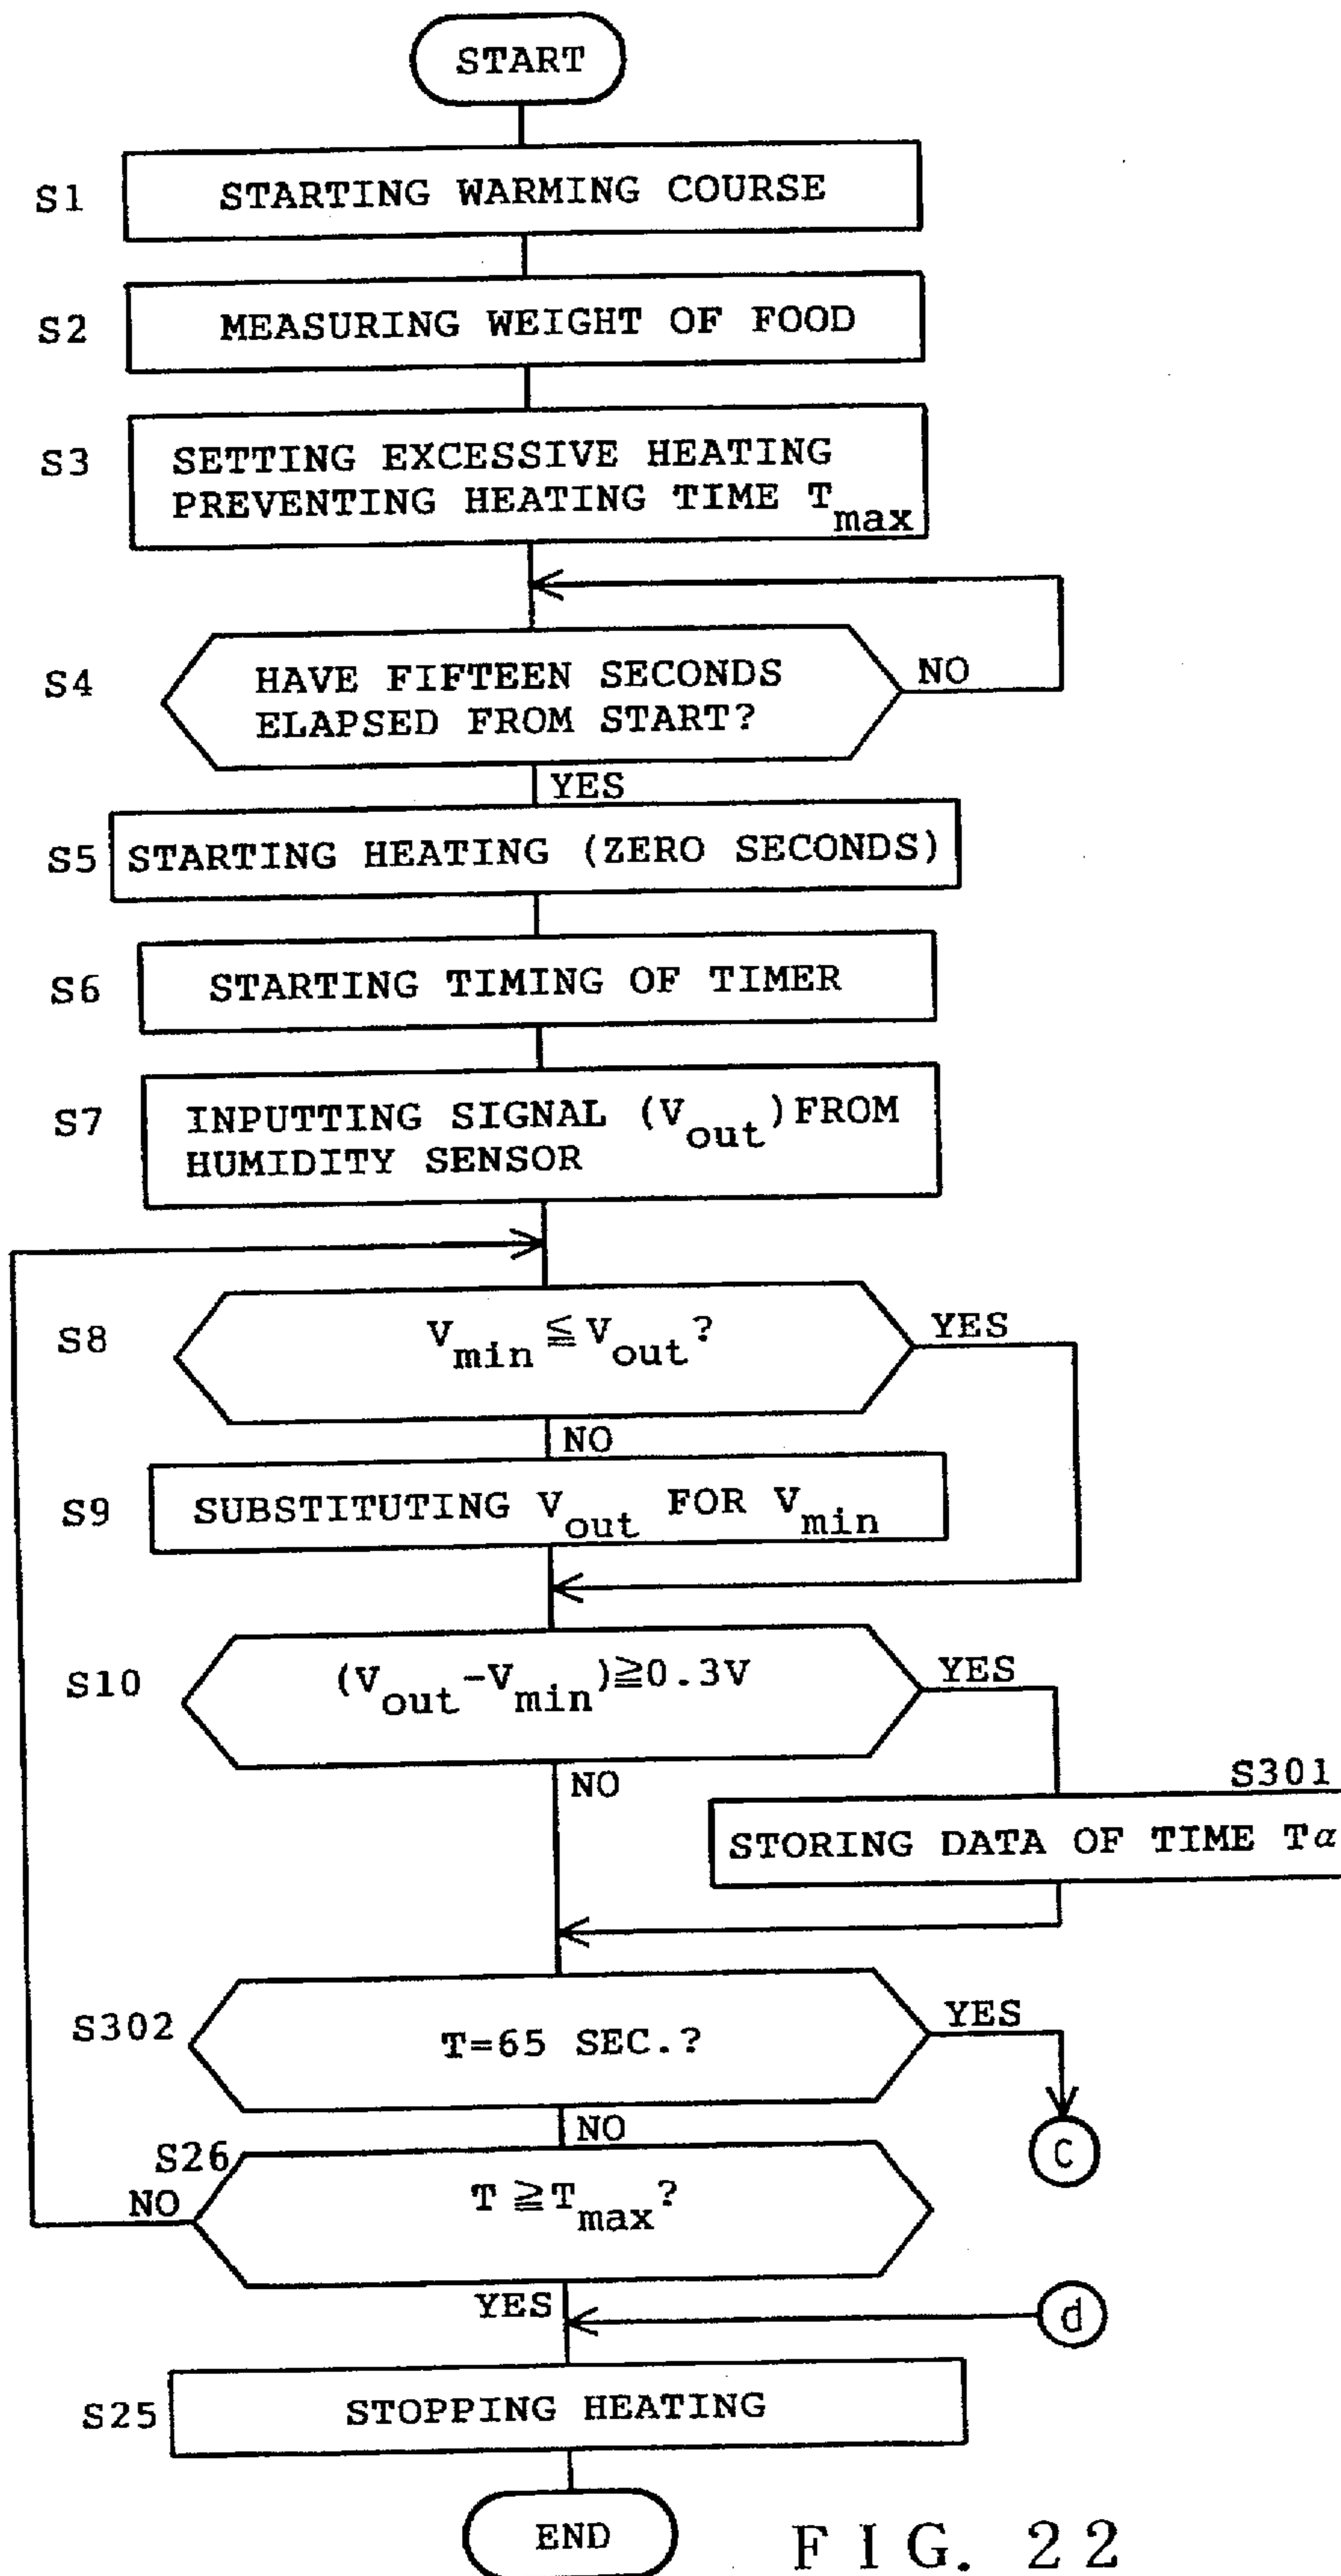 START
S1
STARTING WARMING COURSE
S2
MEASURING WEIGHT OF FOOD
S3
SETTING EXCESSIVE HEATING
PREVENTING HEATING TIME Tmax
S4
HAVE FIFTEEN SECONDS
ELAPSED FROM START?
NO
YES
S5
STARTING HEATING (ZERO SECONDS)
S6
STARTING TIMING OF TIMER
S7
INPUTTING SIGNAL (Vout) FROM
HUMIDITY SENSOR
S8
Vmin ≦ Vout?
YES
NO
S9
SUBSTITUTING Vout FOR Vmin
S10
(Vout-Vmin)≧0.3V
YES
NO
S301
STORING DATA OF TIME Tα
S302
T=65 SEC.?
YES
C
NO
S26
T ≧ Tmax?
NO
YES
d
S25
STOPPING HEATING
END
FIG. 22